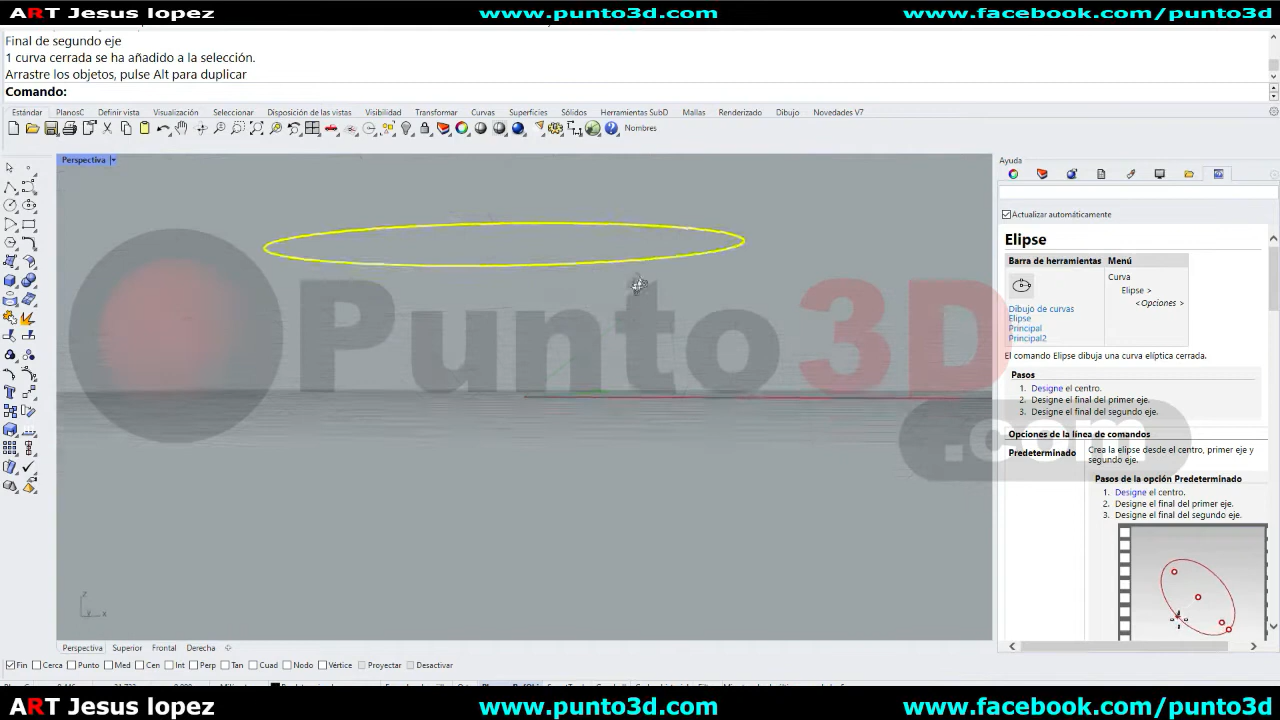 ART Jesus lopez www.punto3d.com www.facebook.com/punto3d
Final de segundo eje
1 curva cerrada se ha añadido a la selección.
Arrastre los objetos, pulse Alt para duplicar
Comando:
Estándar PlanosC Definir vista Visualización Seleccionar Disposición de las vistas Visibilidad Transformar Curvas Superficies Sólidos Herramientas SubD Mallas Renderizado Dibujo Novedades V7
Nombres
Perspectiva
Ayuda
Actualizar automáticamente
Elipse
Barra de herramientas Menú
Curva
Elipse >
<Opciones >
Dibujo de curvas
Elipse
Principal
Principal2
El comando Elipse dibuja una curva elíptica cerrada.
Pasos
1. Designe el centro.
2. Designe el final del primer eje.
3. Designe el final del segundo eje.
Opciones de la línea de comandos
Predeterminado Crea la elipse desde el centro, primer eje y
segundo eje.
Pasos de la opción Predeterminado
1. Designe el centro.
2. Designe el final del primer eje.
3. Designe el final del segundo eje.
Punto3D
.com
z
y x
Perspectiva Superior Frontal Derecha
Fin Cerca Punto Med Cen Int Perp Tan Cuad Nodo Vértice Proyectar Desactivar
ART Jesus lopez www.punto3d.com www.facebook.com/punto3d